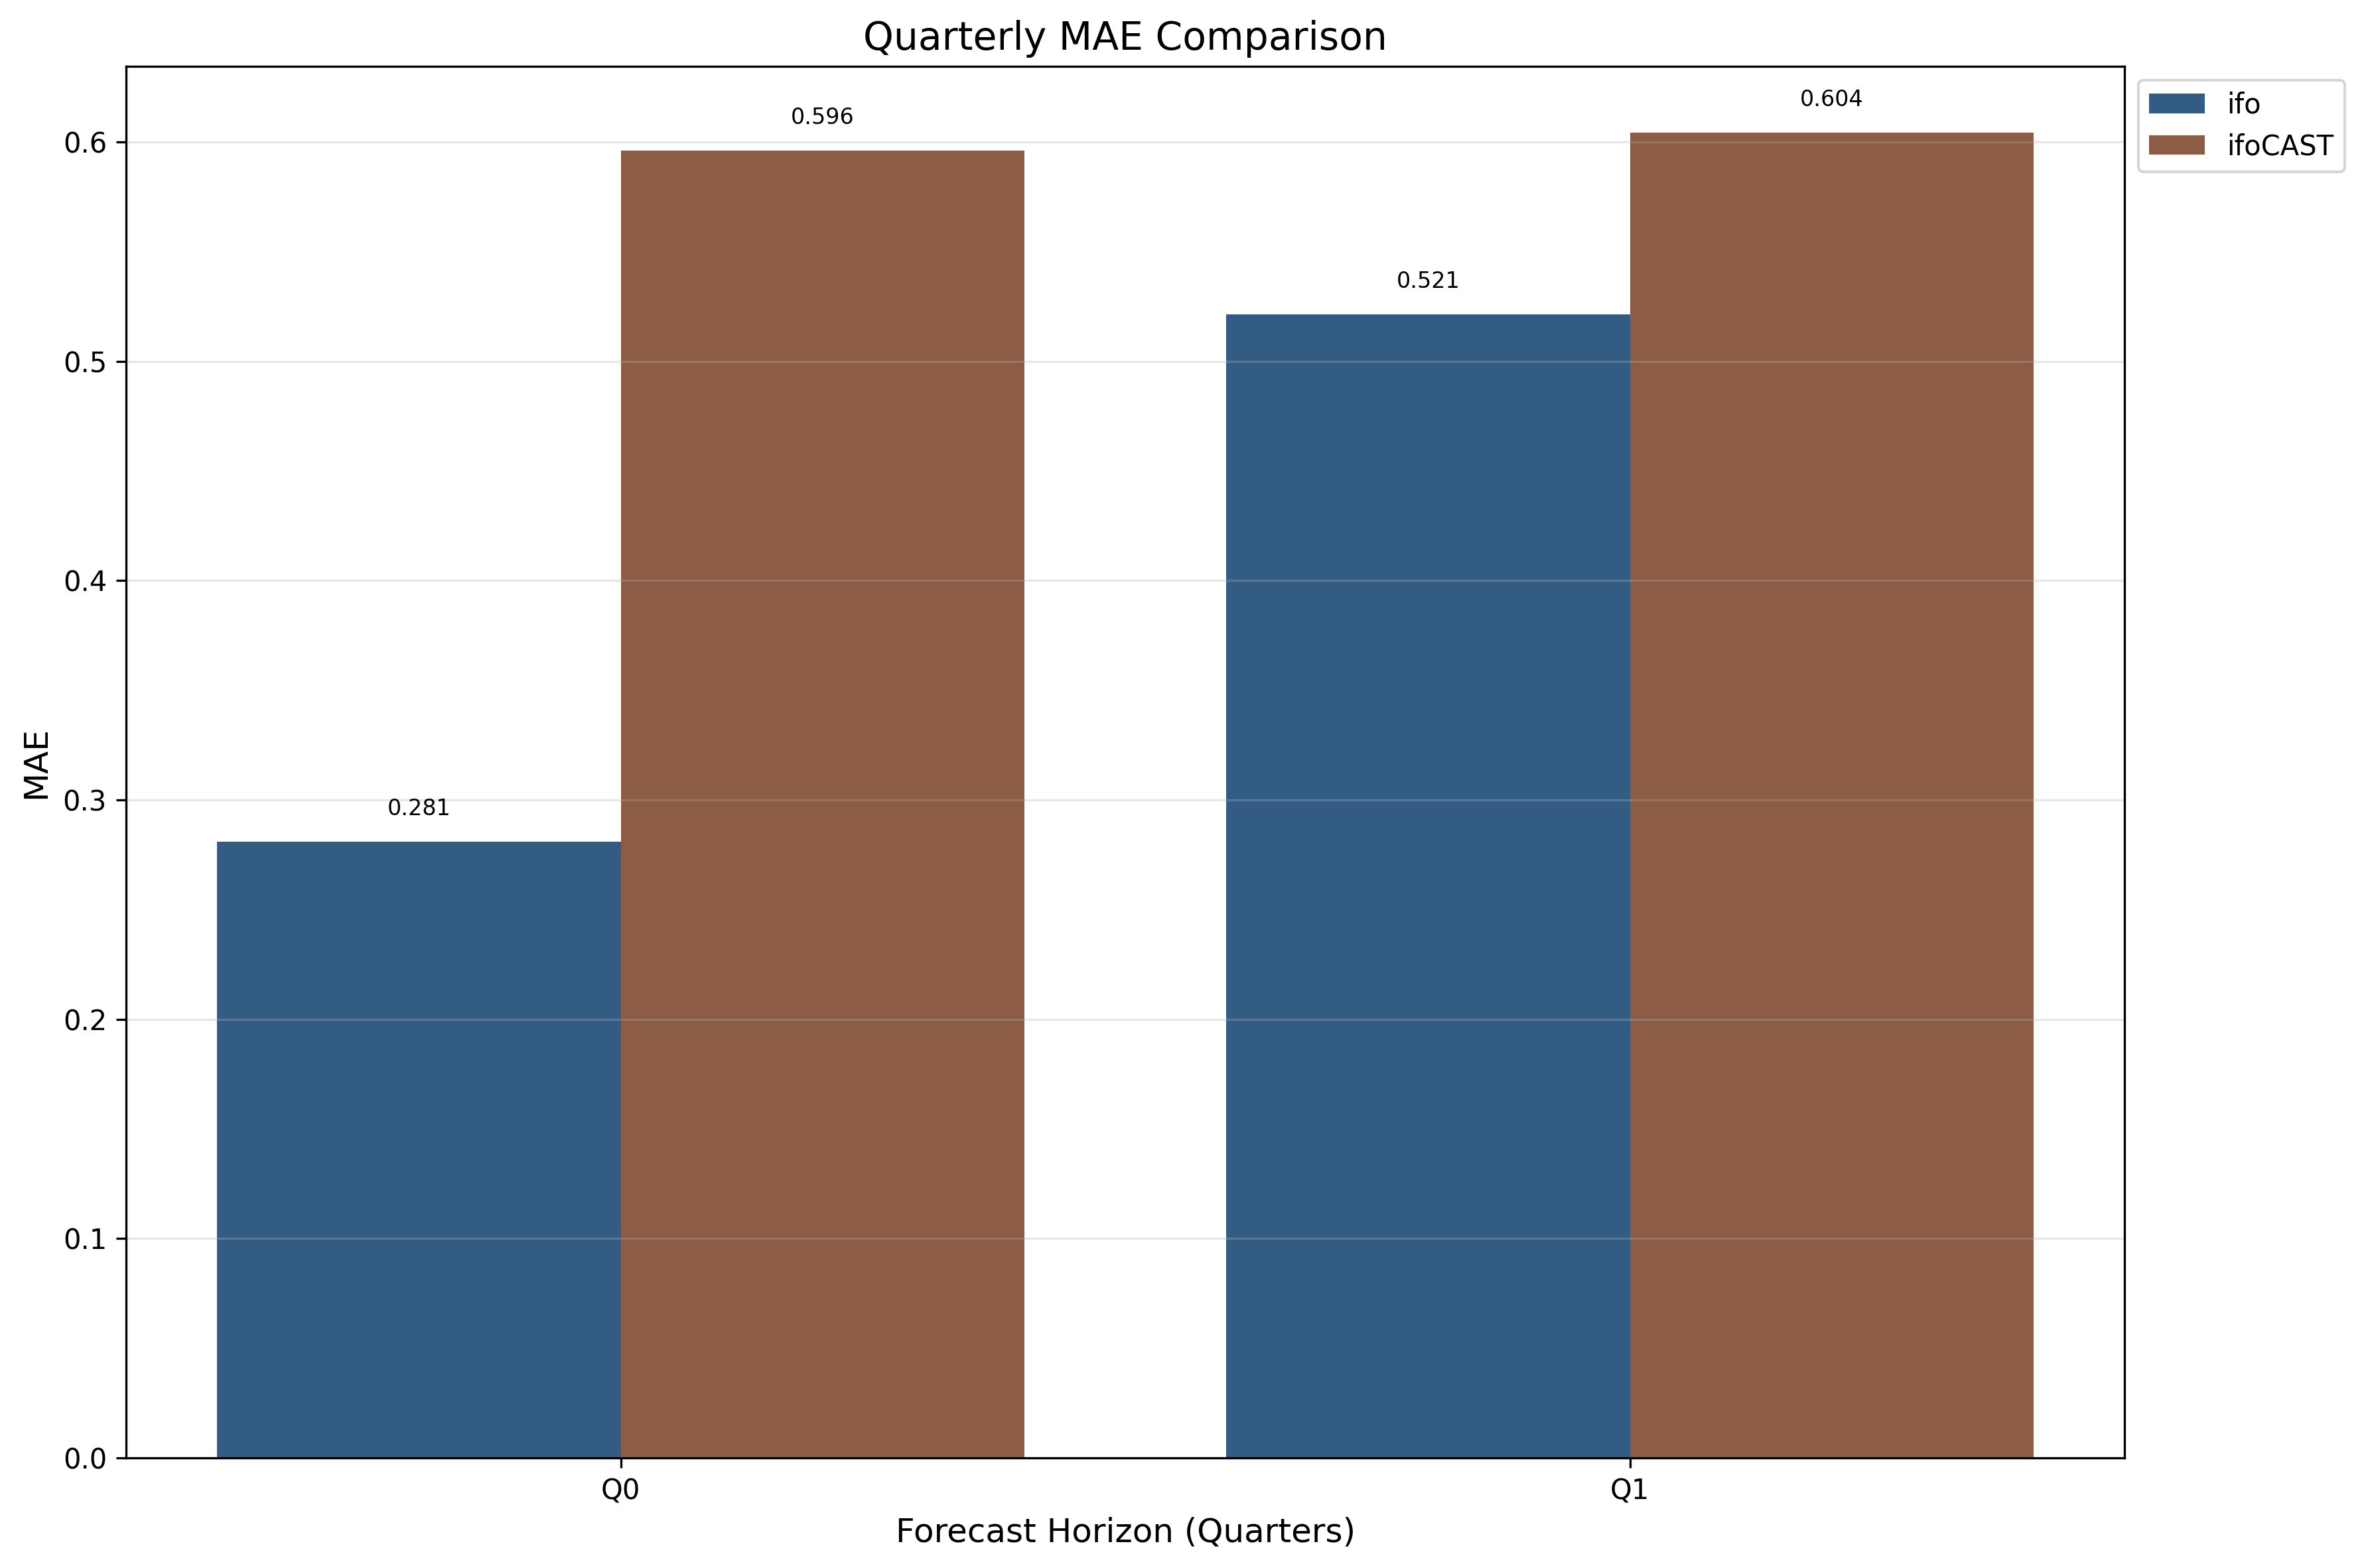 Quarterly MAE Comparison
ifo
ifoCAST
MAE
0.6
0.5
0.4
0.3
0.2
0.1
0.0
0.281
0.596
0.521
0.604
Q0
Q1
Forecast Horizon (Quarters)